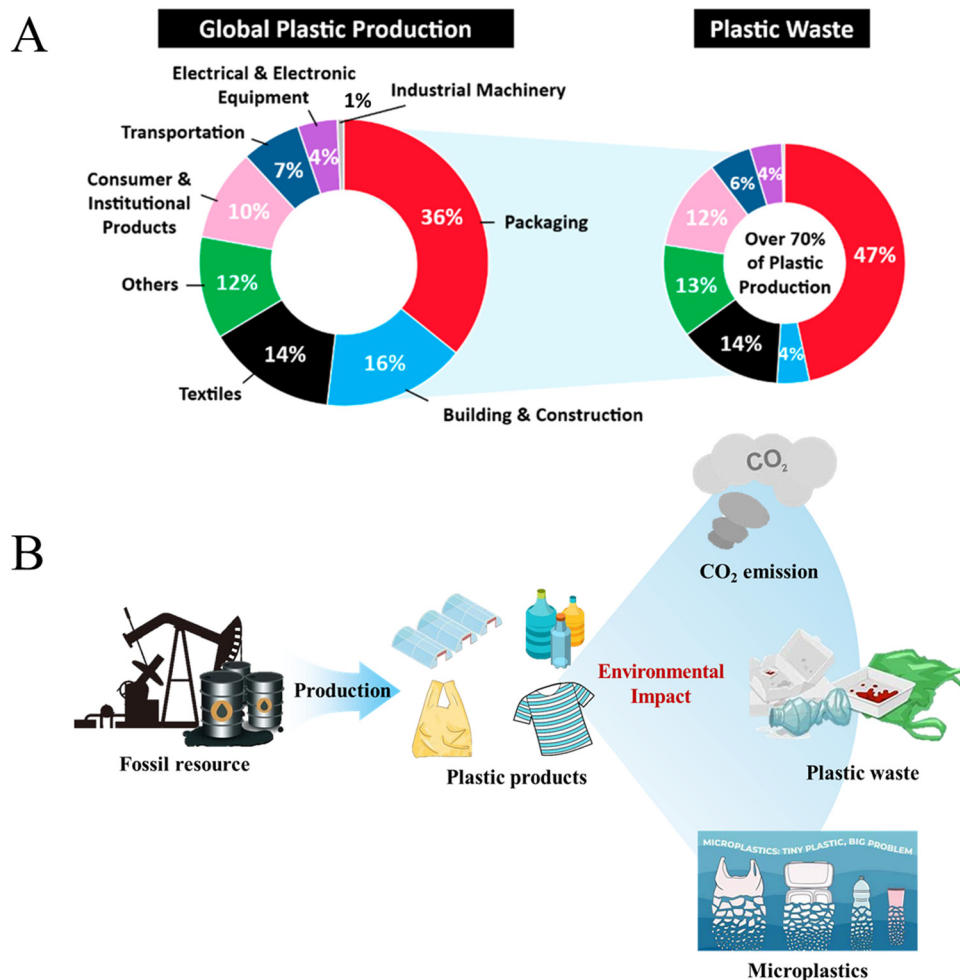 A
Global Plastic Production
Plastic Waste
Electrical & Electronic
Equipment
1%
Industrial Machinery
Transportation
7%
4%
Consumer &
Institutional
Products
10%
36%
Packaging
Others
12%
Textiles
14%
16%
Building & Construction
6%
4%
12%
Over 70%
of Plastic
Production
47%
13%
14%
4%
B
CO₂
CO₂ emission
Production
Environmental
Impact
Fossil resource
Plastic products
Plastic waste
MICROPLASTICS: TINY PLASTIC, BIG PROBLEM
Microplastics